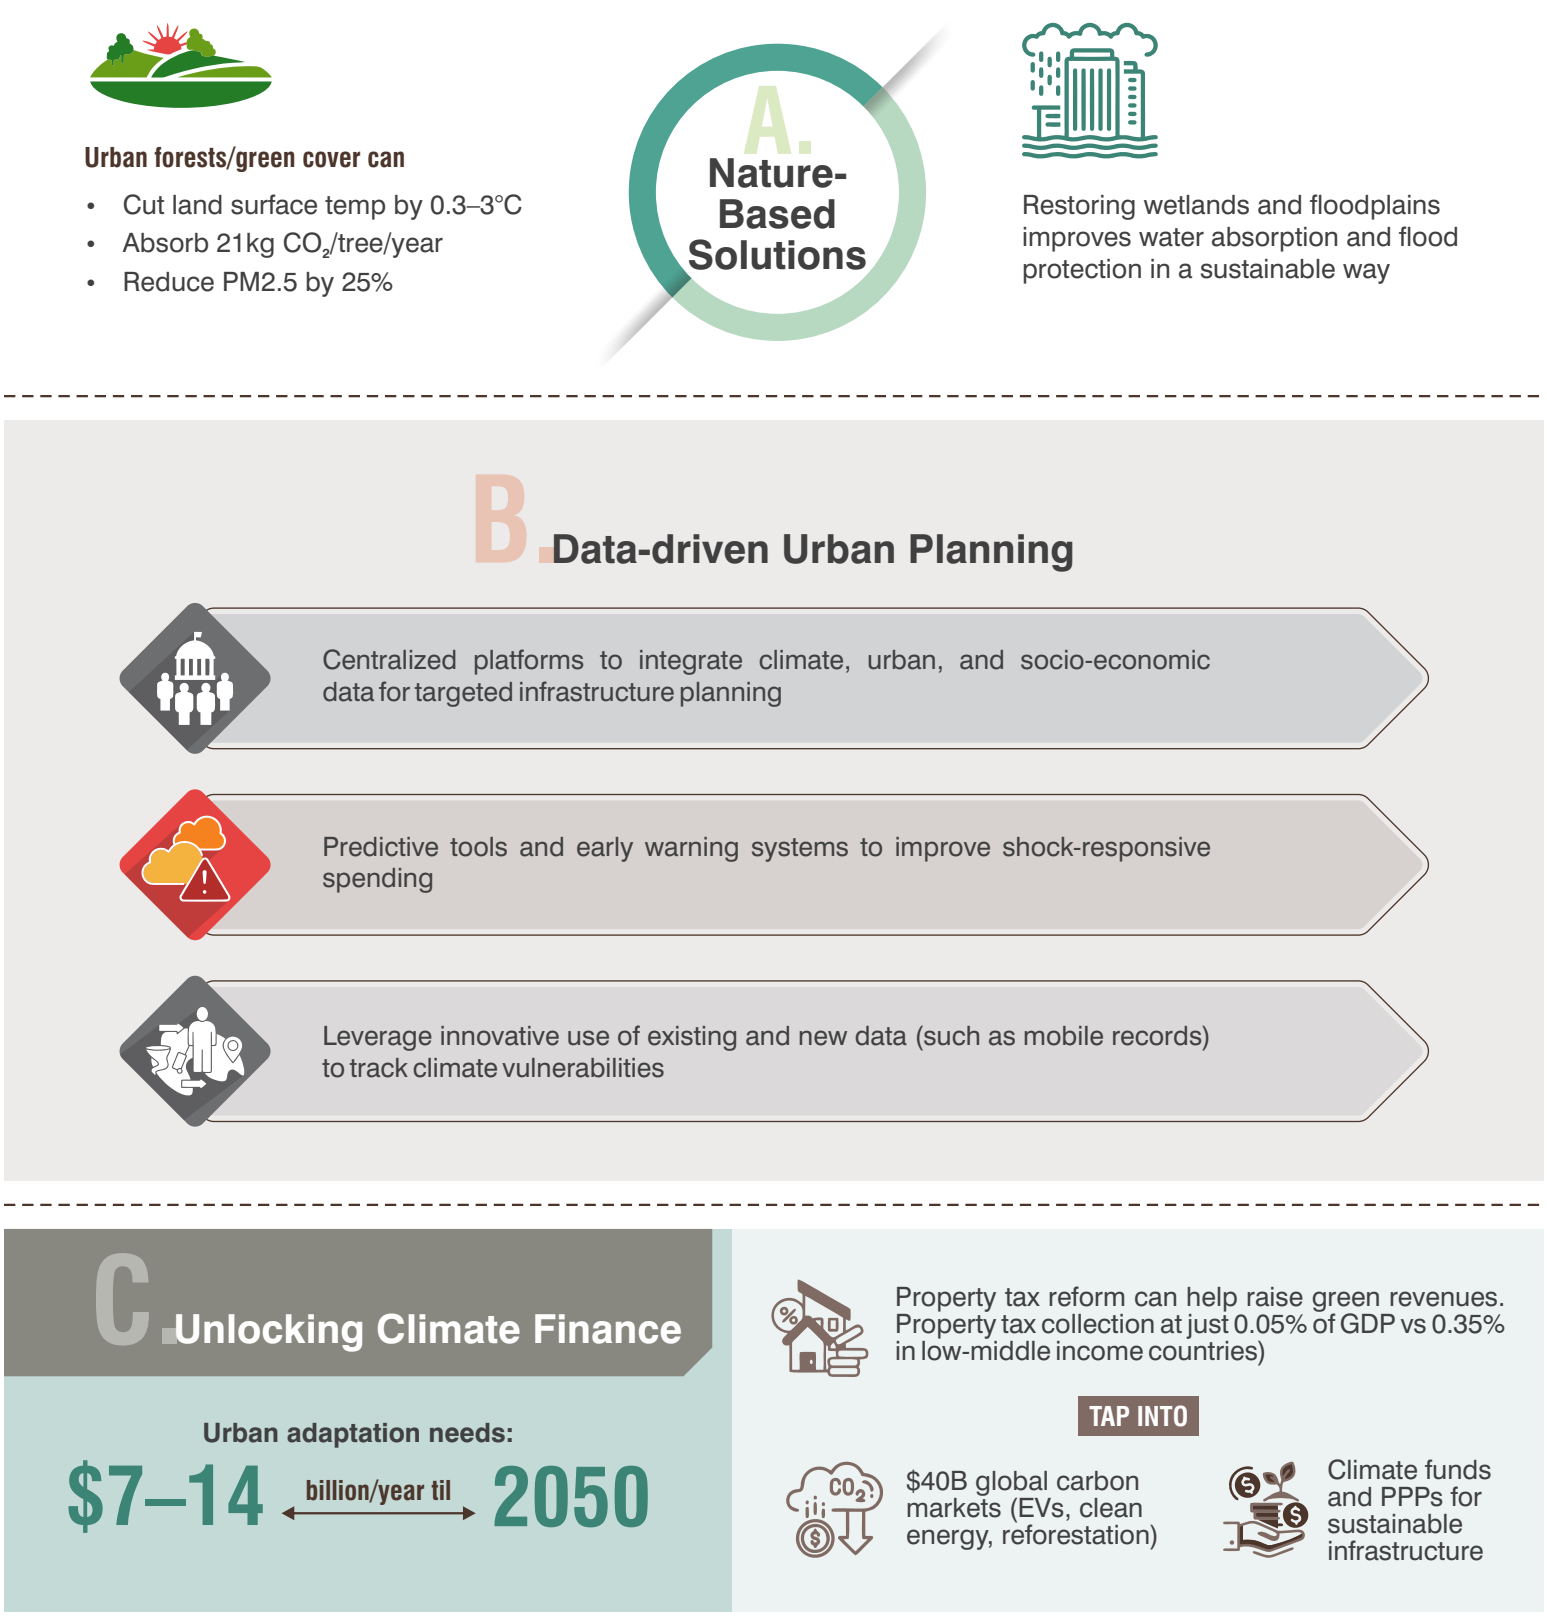 A.
Nature-
Based
Solutions
Urban forests/green cover can
• Cut land surface temp by 0.3–3°C
• Absorb 21kg CO₂/tree/year
• Reduce PM2.5 by 25%
Restoring wetlands and floodplains
improves water absorption and flood
protection in a sustainable way
B. Data-driven Urban Planning
Centralized platforms to integrate climate, urban, and socio-economic
data for targeted infrastructure planning
Predictive tools and early warning systems to improve shock-responsive
spending
Leverage innovative use of existing and new data (such as mobile records)
to track climate vulnerabilities
C. Unlocking Climate Finance
Urban adaptation needs:
$7–14 billion/year til 2050
%
Property tax reform can help raise green revenues.
Property tax collection at just 0.05% of GDP vs 0.35%
in low-middle income countries)
TAP INTO
CO₂
$
$40B global carbon
markets (EVs, clean
energy, reforestation)
$
$
Climate funds
and PPPs for
sustainable
infrastructure